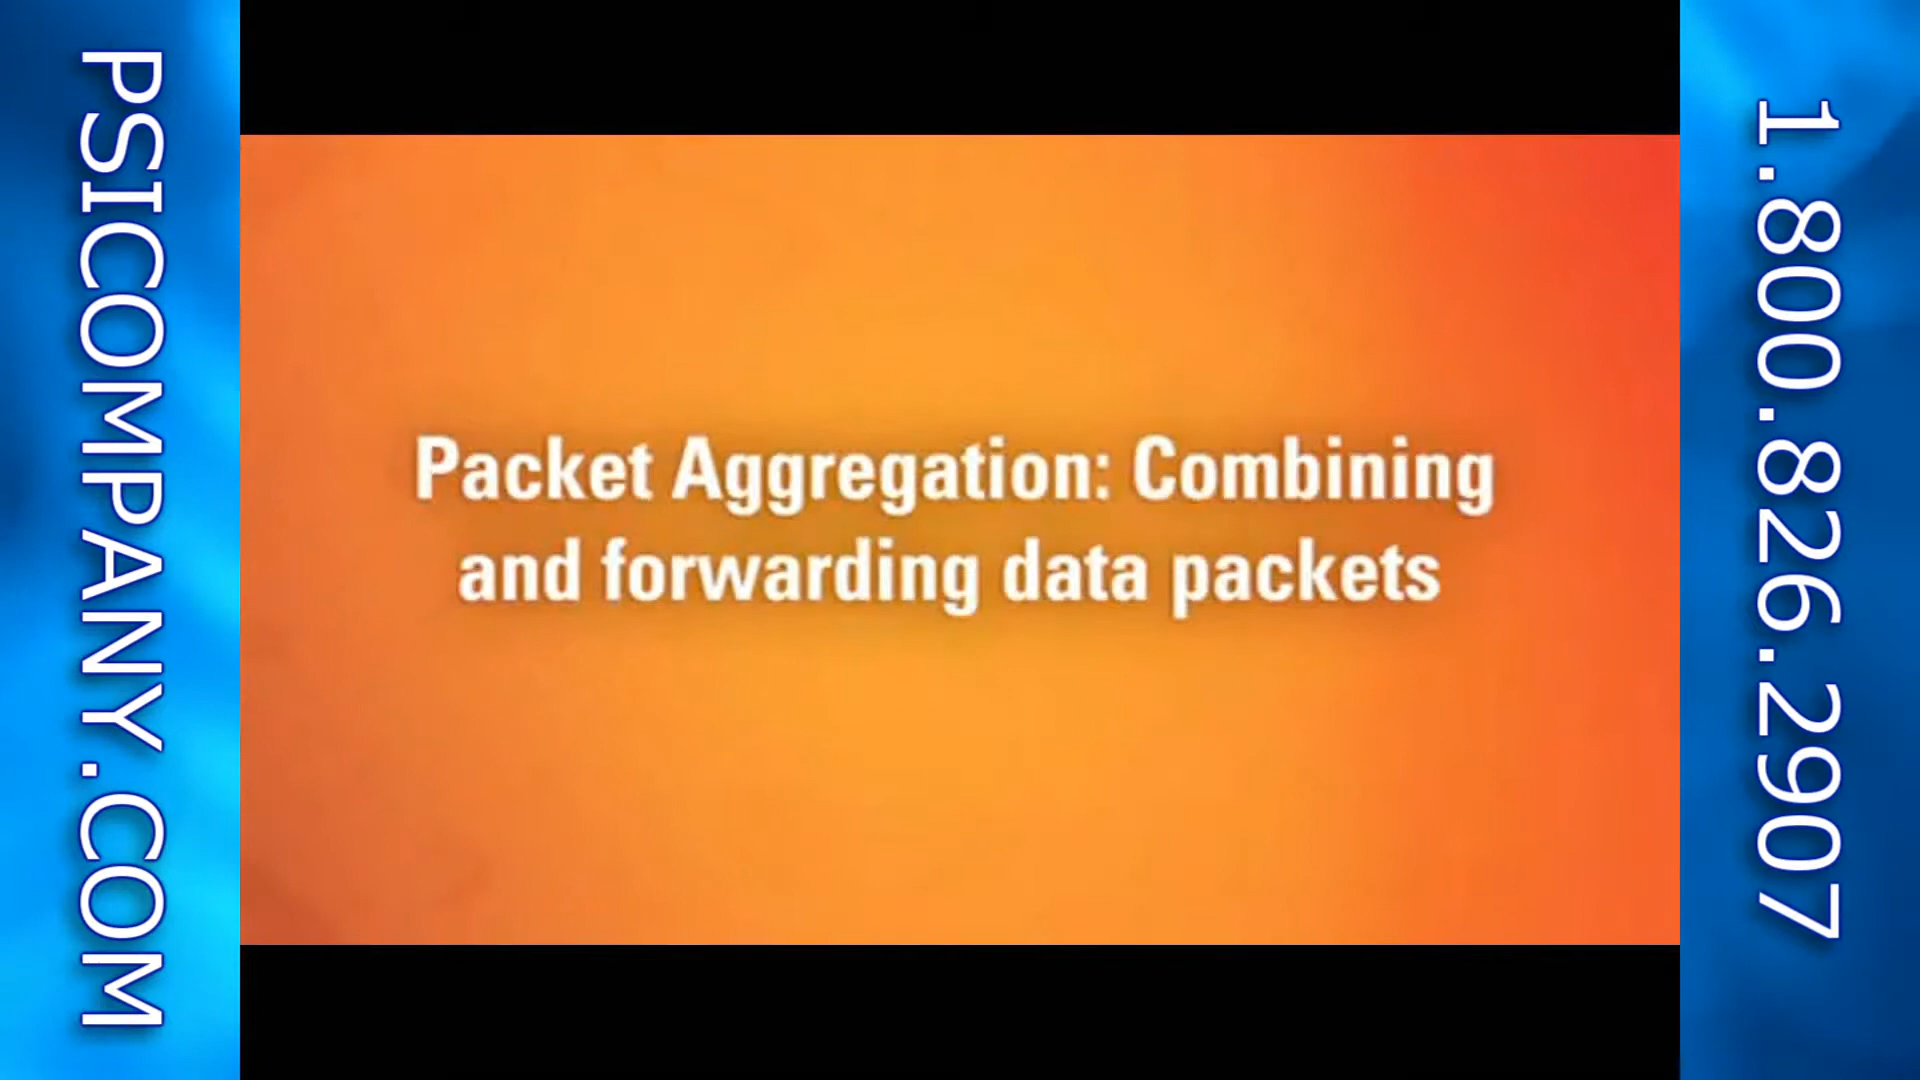 PSICOMPANY.COM
Packet Aggregation: Combining
and forwarding data packets
1.800.826.2907